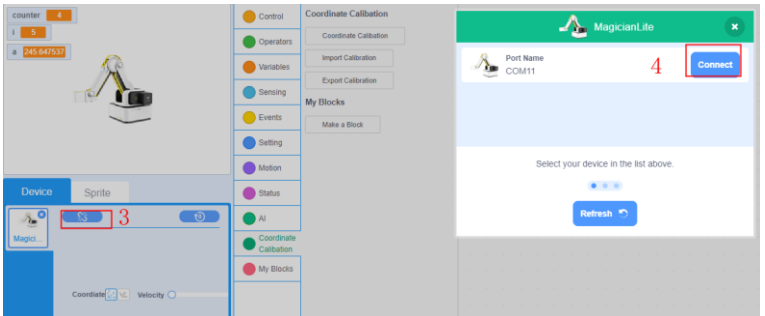 counter 4
i 5
a 245.647537
Device
Sprite
3
Magici...
Coordiate
Velocity
Control
Operators
Variables
Sensing
Events
Setting
Motion
Status
AI
Coordinate
Calibation
My Blocks
Coordinate Calibation
Coordinate Calibation
Import Calibration
Export Calibration
My Blocks
Make a Block
MagicianLite
Port Name
COM11
4
Connect
Select your device in the list above.
Refresh